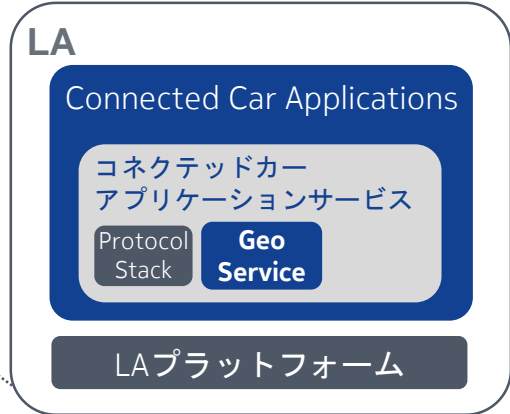 LA
Connected Car Applications
コネクテッドカー
アプリケーションサービス
Protocol
Stack
Geo
Service
LAプラットフォーム